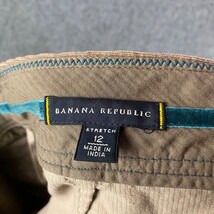 BANANA REPUBLIC
STRETCH
12
MADE IN
INDIA